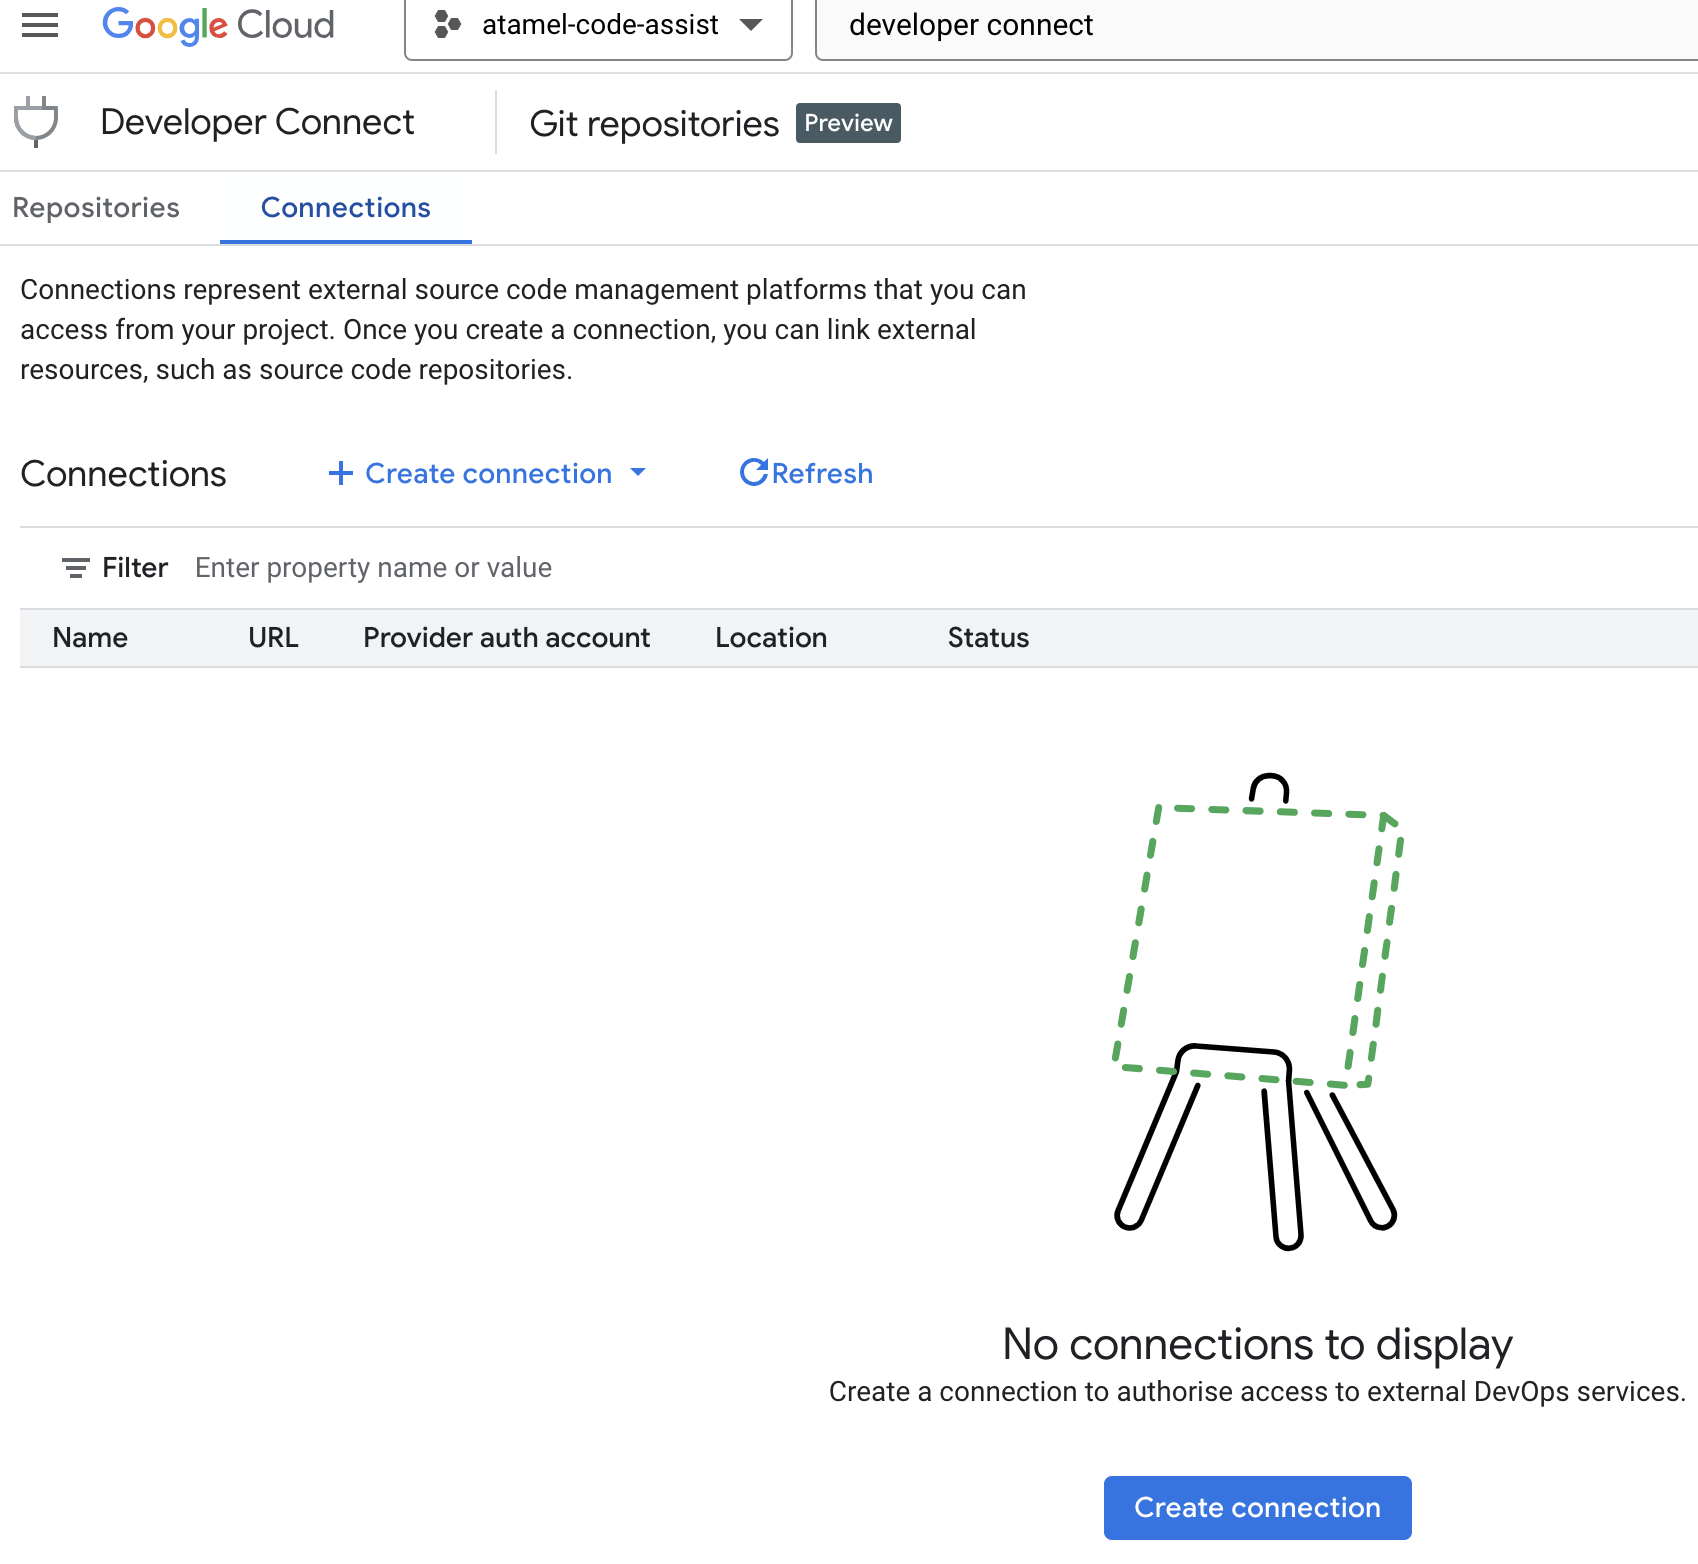 Google Cloud
atamel-code-assist
developer connect
Developer Connect
Git repositories
Preview
Repositories
Connections
Connections represent external source code management platforms that you can
access from your project. Once you create a connection, you can link external
resources, such as source code repositories.
Connections
Create connection
Refresh
Filter
Enter property name or value
Name
URL
Provider auth account
Location
Status
No connections to display
Create a connection to authorise access to external DevOps services.
Create connection